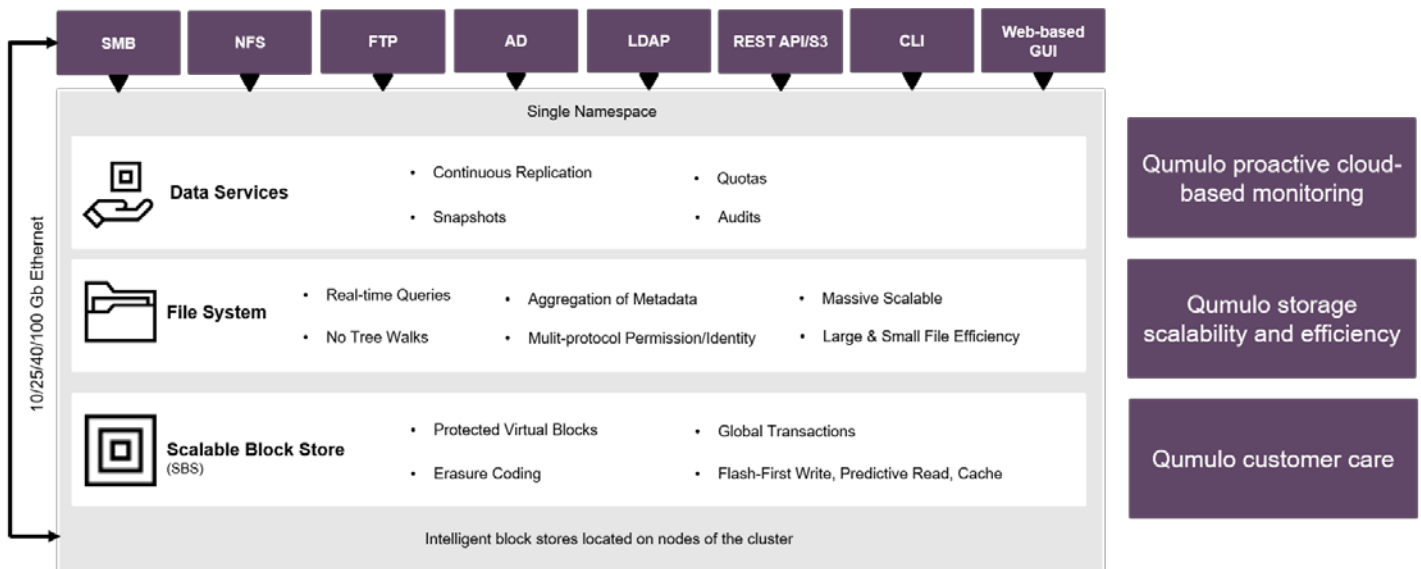 SMB
NFS
FTP
AD
LDAP
REST API/S3
CLI
Web-based
GUI
10/25/40/100 Gb Ethernet
Single Namespace
Data Services
• Continuous Replication
• Quotas
• Snapshots
• Audits
File System
• Real-time Queries
• Aggregation of Metadata
• Massive Scalable
• No Tree Walks
• Mulit-protocol Permission/Identity
• Large & Small File Efficiency
Scalable Block Store
(SBS)
• Protected Virtual Blocks
• Global Transactions
• Erasure Coding
• Flash-First Write, Predictive Read, Cache
Intelligent block stores located on nodes of the cluster
Qumulo proactive cloud-
based monitoring
Qumulo storage
scalability and efficiency
Qumulo customer care